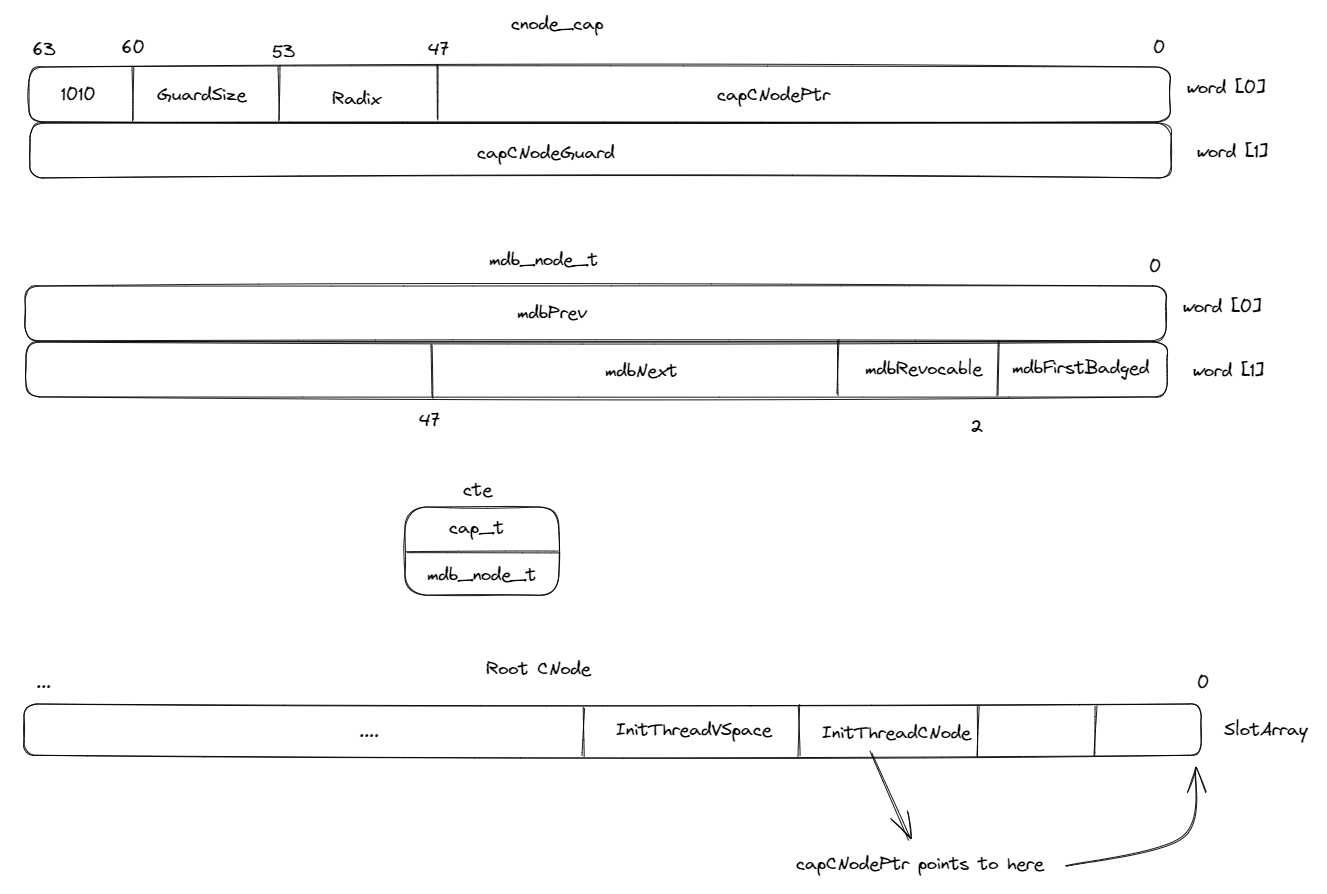 cnode_cap
63 60 53 47 0
1010 GuardSize Radix capCNodePtr word [0]
capCNodeGuard word [1]
mdb_node_t
0
mdbPrev word [0]
mdbNext mdbRevocable mdbFirstBadged word [1]
47 2
cte
cap_t
mdb_node_t
Root CNode
... 0
.... InitThreadVSpace InitThreadCNode SlotArray
capCNodePtr points to here